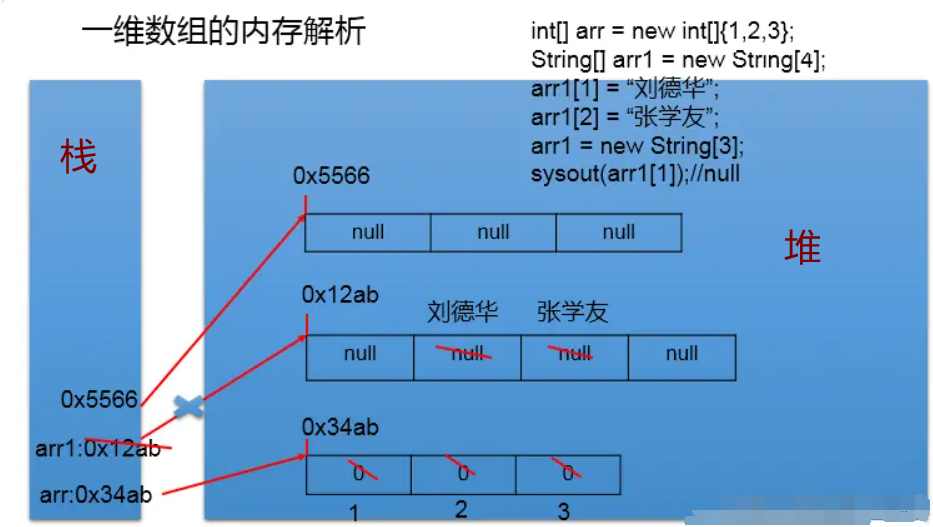 一维数组的内存解析
int[] arr = new int[]{1,2,3};
String[] arr1 = new String[4];
arr1[1] = “刘德华”;
arr1[2] = “张学友”;
arr1 = new String[3];
sysout(arr1[1]);//null
栈
堆
0x5566
null null null
0x12ab
刘德华 张学友
null null null null
0x5566
arr1:0x12ab
arr:0x34ab
0x34ab
0 0 0
1 2 3